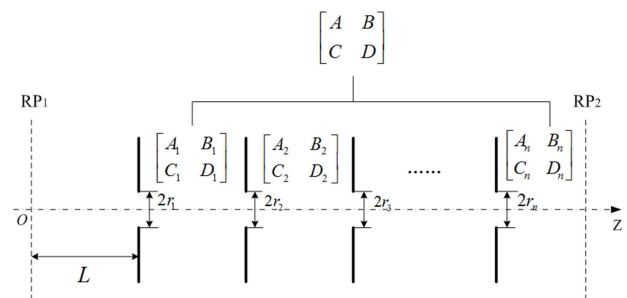 [A B
C D]
RP₁
RP₂
[A₁ B₁
C₁ D₁]
[A₂ B₂
C₂ D₂]
......
[Aₙ Bₙ
Cₙ Dₙ]
2r₁
2r₂
2r₃
2rₙ
O
Z
L